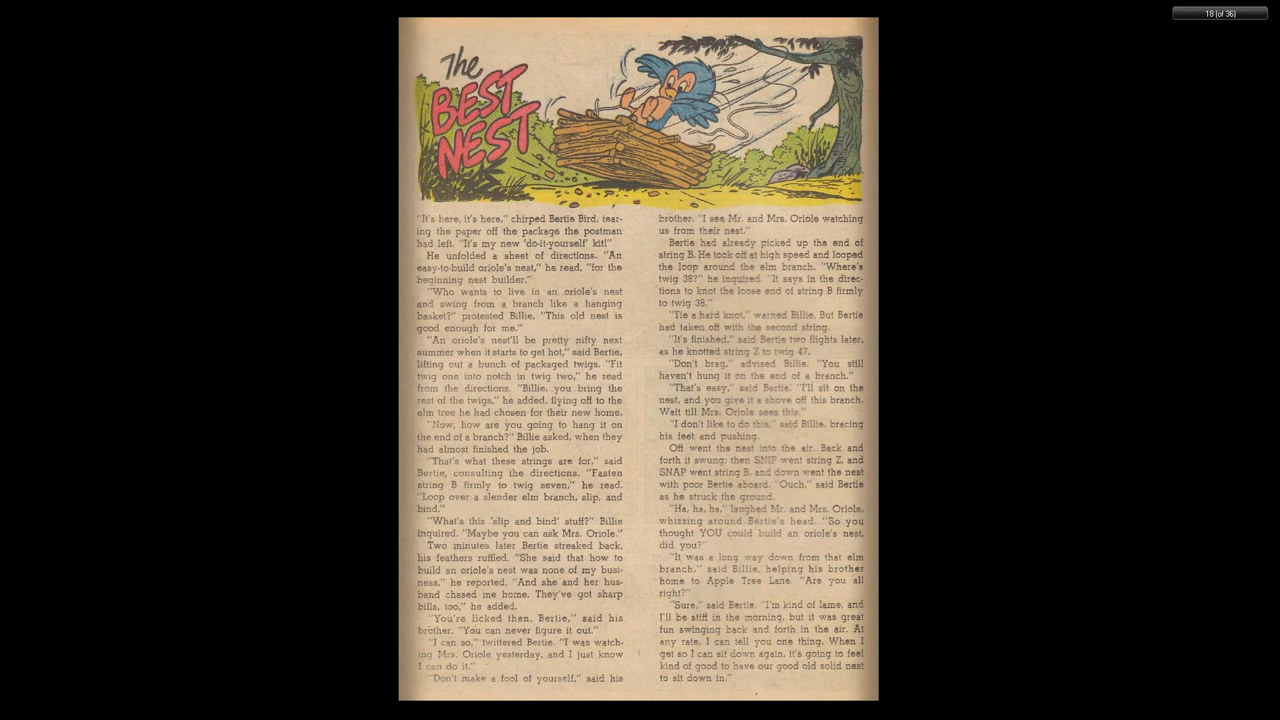 18 (of 36)
The
BEST
NEST
"It's here, it's here," chirped Bertie Bird, tear-
ing the paper off the package the postman
had left. "It's my new 'do-it-yourself' kit!"
He unfolded a sheet of directions. "An
easy-to-build oriole's nest," he read, "for the
beginning nest builder."
"Who wants to live in an oriole's nest
and swing from a branch like a hanging
basket?" protested Billie. "This old nest is
good enough for me."
"An oriole's nest'll be pretty nifty next
summer when it starts to get hot," said Bertie,
lifting out a bunch of packaged twigs. "Fit
twig one into notch in twig two," he read
from the directions. "Billie, you bring the
rest of the twigs," he added, flying off to the
elm tree he had chosen for their new home.
"Now, how are you going to hang it on
the end of a branch?" Billie asked, when they
had almost finished the job.
"That's what these strings are for," said
Bertie, consulting the directions. "Fasten
string B firmly to twig seven," he read.
"Loop over a slender elm branch, slip, and
bind."
"What's this 'slip and bind' stuff?" Billie
inquired. "Maybe you can ask Mrs. Oriole."
Two minutes later Bertie streaked back,
his feathers ruffled. "She said that how to
build an oriole's nest was none of my busi-
ness," he reported. "And she and her hus-
band chased me home. They've got sharp
bills, too," he added.
"You're licked then, Bertie," said his
brother. "You can never figure it out."
"I can so," twittered Bertie. "I was watch-
ing Mrs. Oriole yesterday, and I just know
I can do it."
"Don't make a fool of yourself," said his
brother. "I see Mr. and Mrs. Oriole watching
us from their nest."
Bertie had already picked up the end of
string B. He took off at high speed and looped
the loop around the elm branch. "Where's
twig 38?" he inquired. "It says in the direc-
tions to knot the loose end of string B firmly
to twig 38."
"Tie a hard knot," warned Billie. But Bertie
had taken off with the second string.
"It's finished," said Bertie two flights later,
as he knotted string Z to twig 47.
"Don't brag," advised Billie. "You still
haven't hung it on the end of a branch."
"That's easy," said Bertie. "I'll sit on the
nest, and you give it a shove off this branch.
Wait till Mrs. Oriole sees this."
"I don't like to do this," said Billie, bracing
his feet and pushing.
Off went the nest into the air. Back and
forth it swung; then SNIP went string Z, and
SNAP went string B, and down went the nest
with poor Bertie aboard. "Ouch," said Bertie
as he struck the ground.
"Ha, ha, ha," laughed Mr. and Mrs. Oriole,
whizzing around Bertie's head. "So you
thought YOU could build an oriole's nest,
did you?"
"It was a long way down from that elm
branch," said Billie, helping his brother
home to Apple Tree Lane. "Are you all
right?"
"Sure," said Bertie. "I'm kind of lame, and
I'll be stiff in the morning, but it was great
fun swinging back and forth in the air. At
any rate, I can tell you one thing. When I
get so I can sit down again, it's going to feel
kind of good to have our good old solid nest
to sit down in."